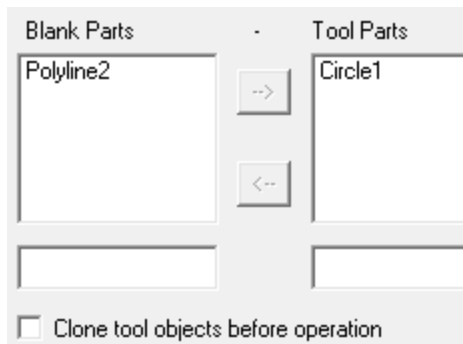 Blank Parts - Tool Parts
Polyline2 Circle1
-->
<--
Clone tool objects before operation